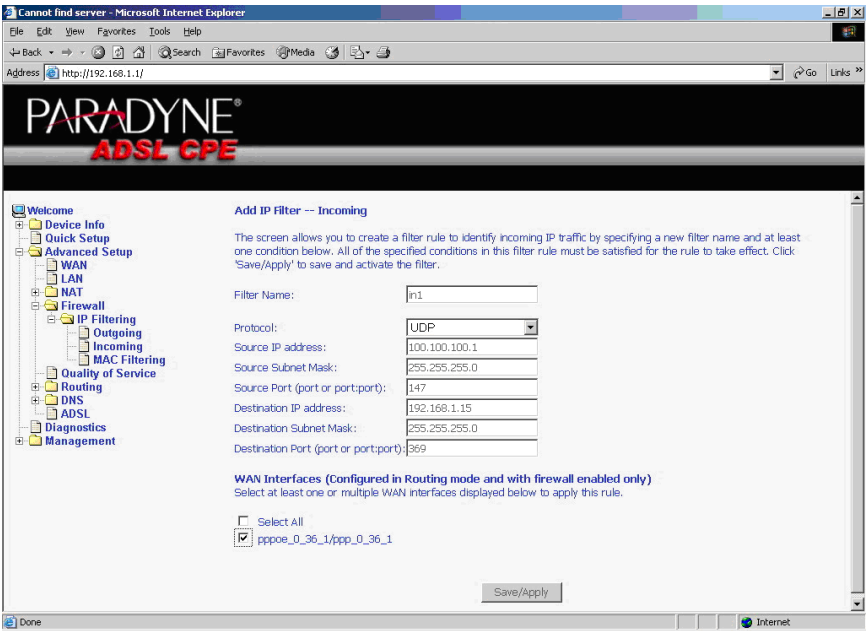 Cannot find server - Microsoft Internet Explorer
File Edit View Favorites Tools Help
Back Search Favorites Media
Address http://192.168.1.1/ Go Links »
PARADYNE®
ADSL CPE
Welcome
Device Info
Quick Setup
Advanced Setup
WAN
LAN
NAT
Firewall
IP Filtering
Outgoing
Incoming
MAC Filtering
Quality of Service
Routing
DNS
ADSL
Diagnostics
Management
Add IP Filter -- Incoming
The screen allows you to create a filter rule to identify incoming IP traffic by specifying a new filter name and at least
one condition below. All of the specified conditions in this filter rule must be satisfied for the rule to take effect. Click
'Save/Apply' to save and activate the filter.
Filter Name: in1
Protocol: UDP
Source IP address: 100.100.100.1
Source Subnet Mask: 255.255.255.0
Source Port (port or port:port): 147
Destination IP address: 192.168.1.15
Destination Subnet Mask: 255.255.255.0
Destination Port (port or port:port): 369
WAN Interfaces (Configured in Routing mode and with firewall enabled only)
Select at least one or multiple WAN interfaces displayed below to apply this rule.
Select All
pppoe_0_36_1/ppp_0_36_1
Save/Apply
Done Internet